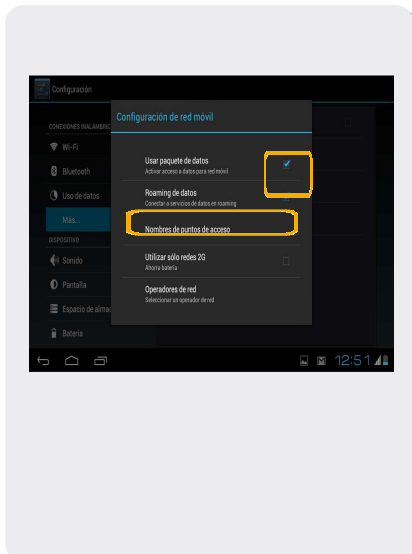 Configuración
CONEXIONES INALÁMBRIC
Configuración de red móvil
Wi-Fi
Bluetooth
Uso de datos
Más...
DISPOSITIVO
Sonido
Pantalla
Espacio de almac
Batería
Usar paquete de datos
Activar acceso a datos para red móvil
Roaming de datos
Conectar a servicios de datos en roaming
Nombres de puntos de acceso
Utilizar sólo redes 2G
Ahorra batería
Operadores de red
Seleccionar un operador de red
12:51